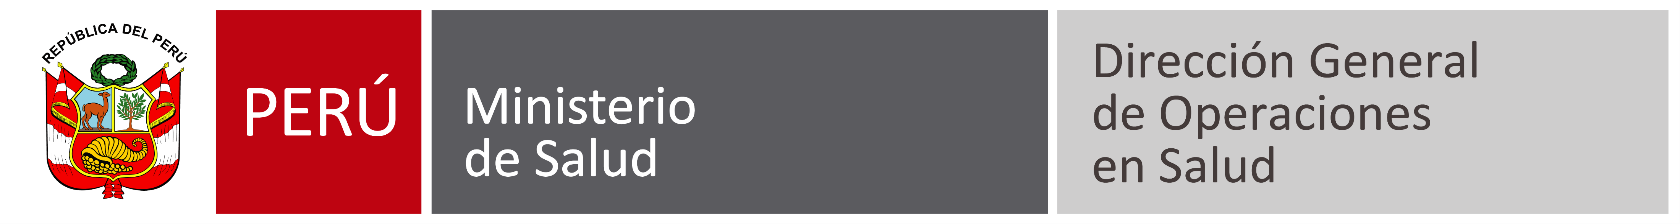 REPÚBLICA DEL PERÚ
PERÚ
Ministerio
de Salud
Dirección General
de Operaciones
en Salud